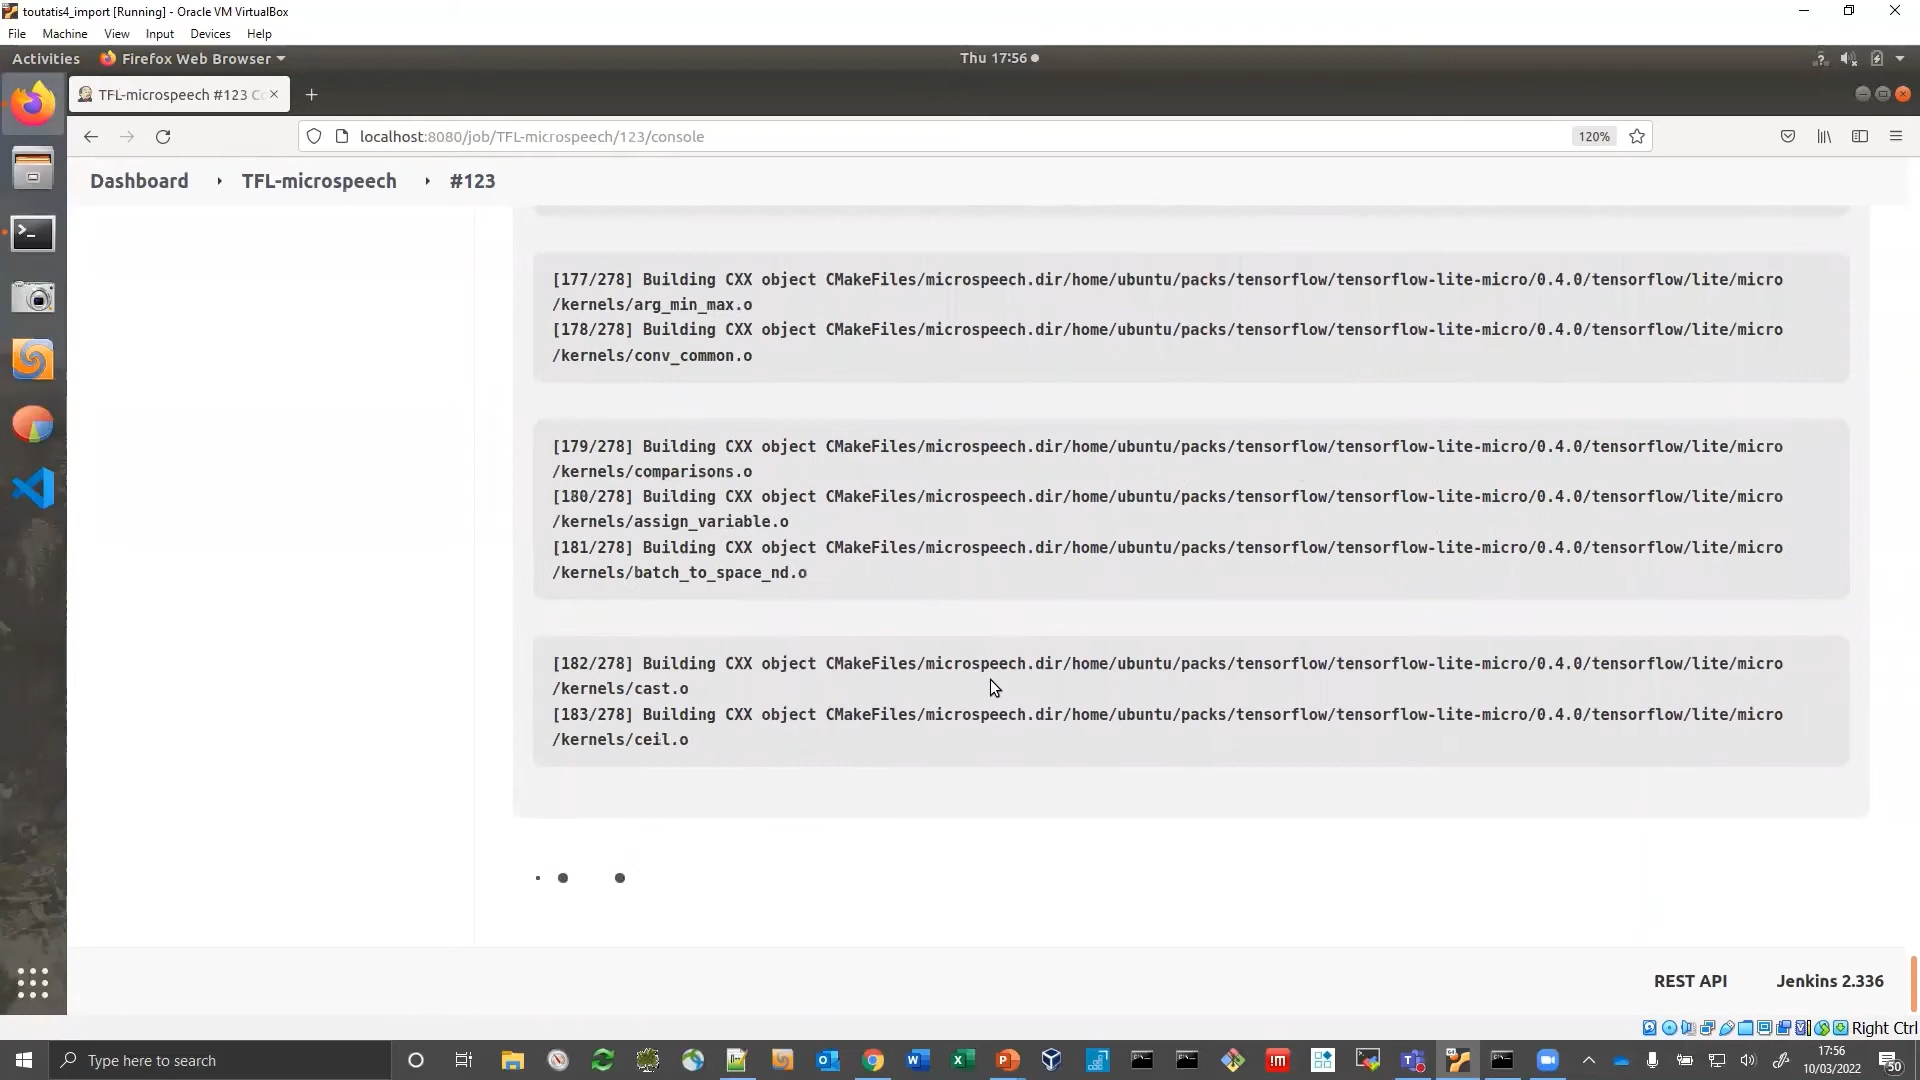 toutatis4_import [Running] - Oracle VM VirtualBox
File Machine View Input Devices Help
Activities Firefox Web Browser Thu 17:56
TFL-microspeech #123 Co
localhost:8080/job/TFL-microspeech/123/console 120%
Dashboard TFL-microspeech #123
[177/278] Building CXX object CMakeFiles/microspeech.dir/home/ubuntu/packs/tensorflow/tensorflow-lite-micro/0.4.0/tensorflow/lite/micro
/kernels/arg_min_max.o
[178/278] Building CXX object CMakeFiles/microspeech.dir/home/ubuntu/packs/tensorflow/tensorflow-lite-micro/0.4.0/tensorflow/lite/micro
/kernels/conv_common.o
[179/278] Building CXX object CMakeFiles/microspeech.dir/home/ubuntu/packs/tensorflow/tensorflow-lite-micro/0.4.0/tensorflow/lite/micro
/kernels/comparisons.o
[180/278] Building CXX object CMakeFiles/microspeech.dir/home/ubuntu/packs/tensorflow/tensorflow-lite-micro/0.4.0/tensorflow/lite/micro
/kernels/assign_variable.o
[181/278] Building CXX object CMakeFiles/microspeech.dir/home/ubuntu/packs/tensorflow/tensorflow-lite-micro/0.4.0/tensorflow/lite/micro
/kernels/batch_to_space_nd.o
[182/278] Building CXX object CMakeFiles/microspeech.dir/home/ubuntu/packs/tensorflow/tensorflow-lite-micro/0.4.0/tensorflow/lite/micro
/kernels/cast.o
[183/278] Building CXX object CMakeFiles/microspeech.dir/home/ubuntu/packs/tensorflow/tensorflow-lite-micro/0.4.0/tensorflow/lite/micro
/kernels/ceil.o
REST API Jenkins 2.336
Right Ctrl
Type here to search
17:56
10/03/2022
50